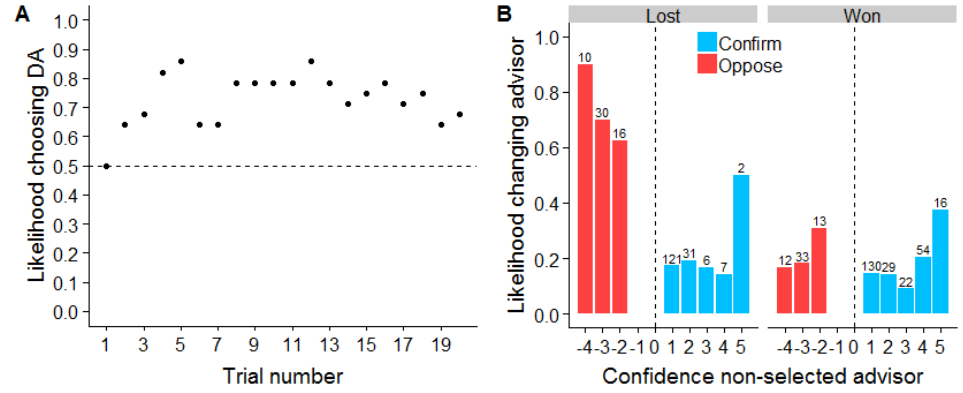 A
Likelihood choosing DA
1.0
0.9
0.8
0.7
0.6
0.5
0.4
0.3
0.2
0.1
0.0
1 3 5 7 9 11 13 15 17 19
Trial number
B
Lost Won
Confirm
Oppose
Likelihood changing advisor
1.0
0.8
0.6
0.4
0.2
0.0
10 30 16 121 31 6 7 2
12 33 13 130 29 22 54 16
-4 -3 -2 -1 0 1 2 3 4 5 -4 -3 -2 -1 0 1 2 3 4 5
Confidence non-selected advisor